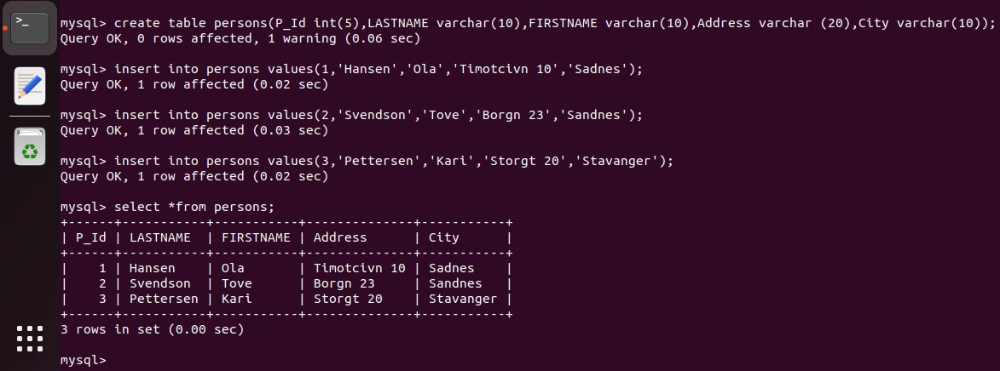 mysql> create table persons(P_Id int(5),LASTNAME varchar(10),FIRSTNAME varchar(10),Address varchar (20),City varchar(10));
Query OK, 0 rows affected, 1 warning (0.06 sec)
mysql> insert into persons values(1,'Hansen','Ola','Timotcivn 10','Sadnes');
Query OK, 1 row affected (0.02 sec)
mysql> insert into persons values(2,'Svendson','Tove','Borgn 23','Sandnes');
Query OK, 1 row affected (0.03 sec)
mysql> insert into persons values(3,'Pettersen','Kari','Storgt 20','Stavanger');
Query OK, 1 row affected (0.02 sec)
mysql> select *from persons;
+------+-----------+-----------+--------------+-----------+
| P_Id | LASTNAME  | FIRSTNAME | Address      | City      |
+------+-----------+-----------+--------------+-----------+
|    1 | Hansen    | Ola       | Timotcivn 10 | Sadnes    |
|    2 | Svendson  | Tove      | Borgn 23     | Sandnes   |
|    3 | Pettersen | Kari      | Storgt 20    | Stavanger |
+------+-----------+-----------+--------------+-----------+
3 rows in set (0.00 sec)
mysql>